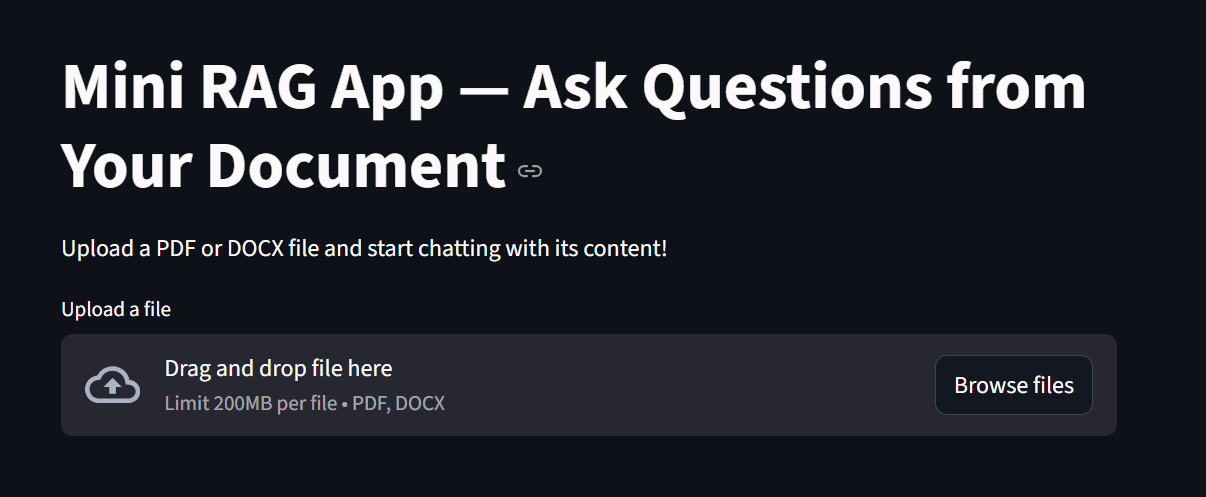 Mini RAG App — Ask Questions from
Your Document
Upload a PDF or DOCX file and start chatting with its content!
Upload a file
Drag and drop file here
Limit 200MB per file • PDF, DOCX
Browse files